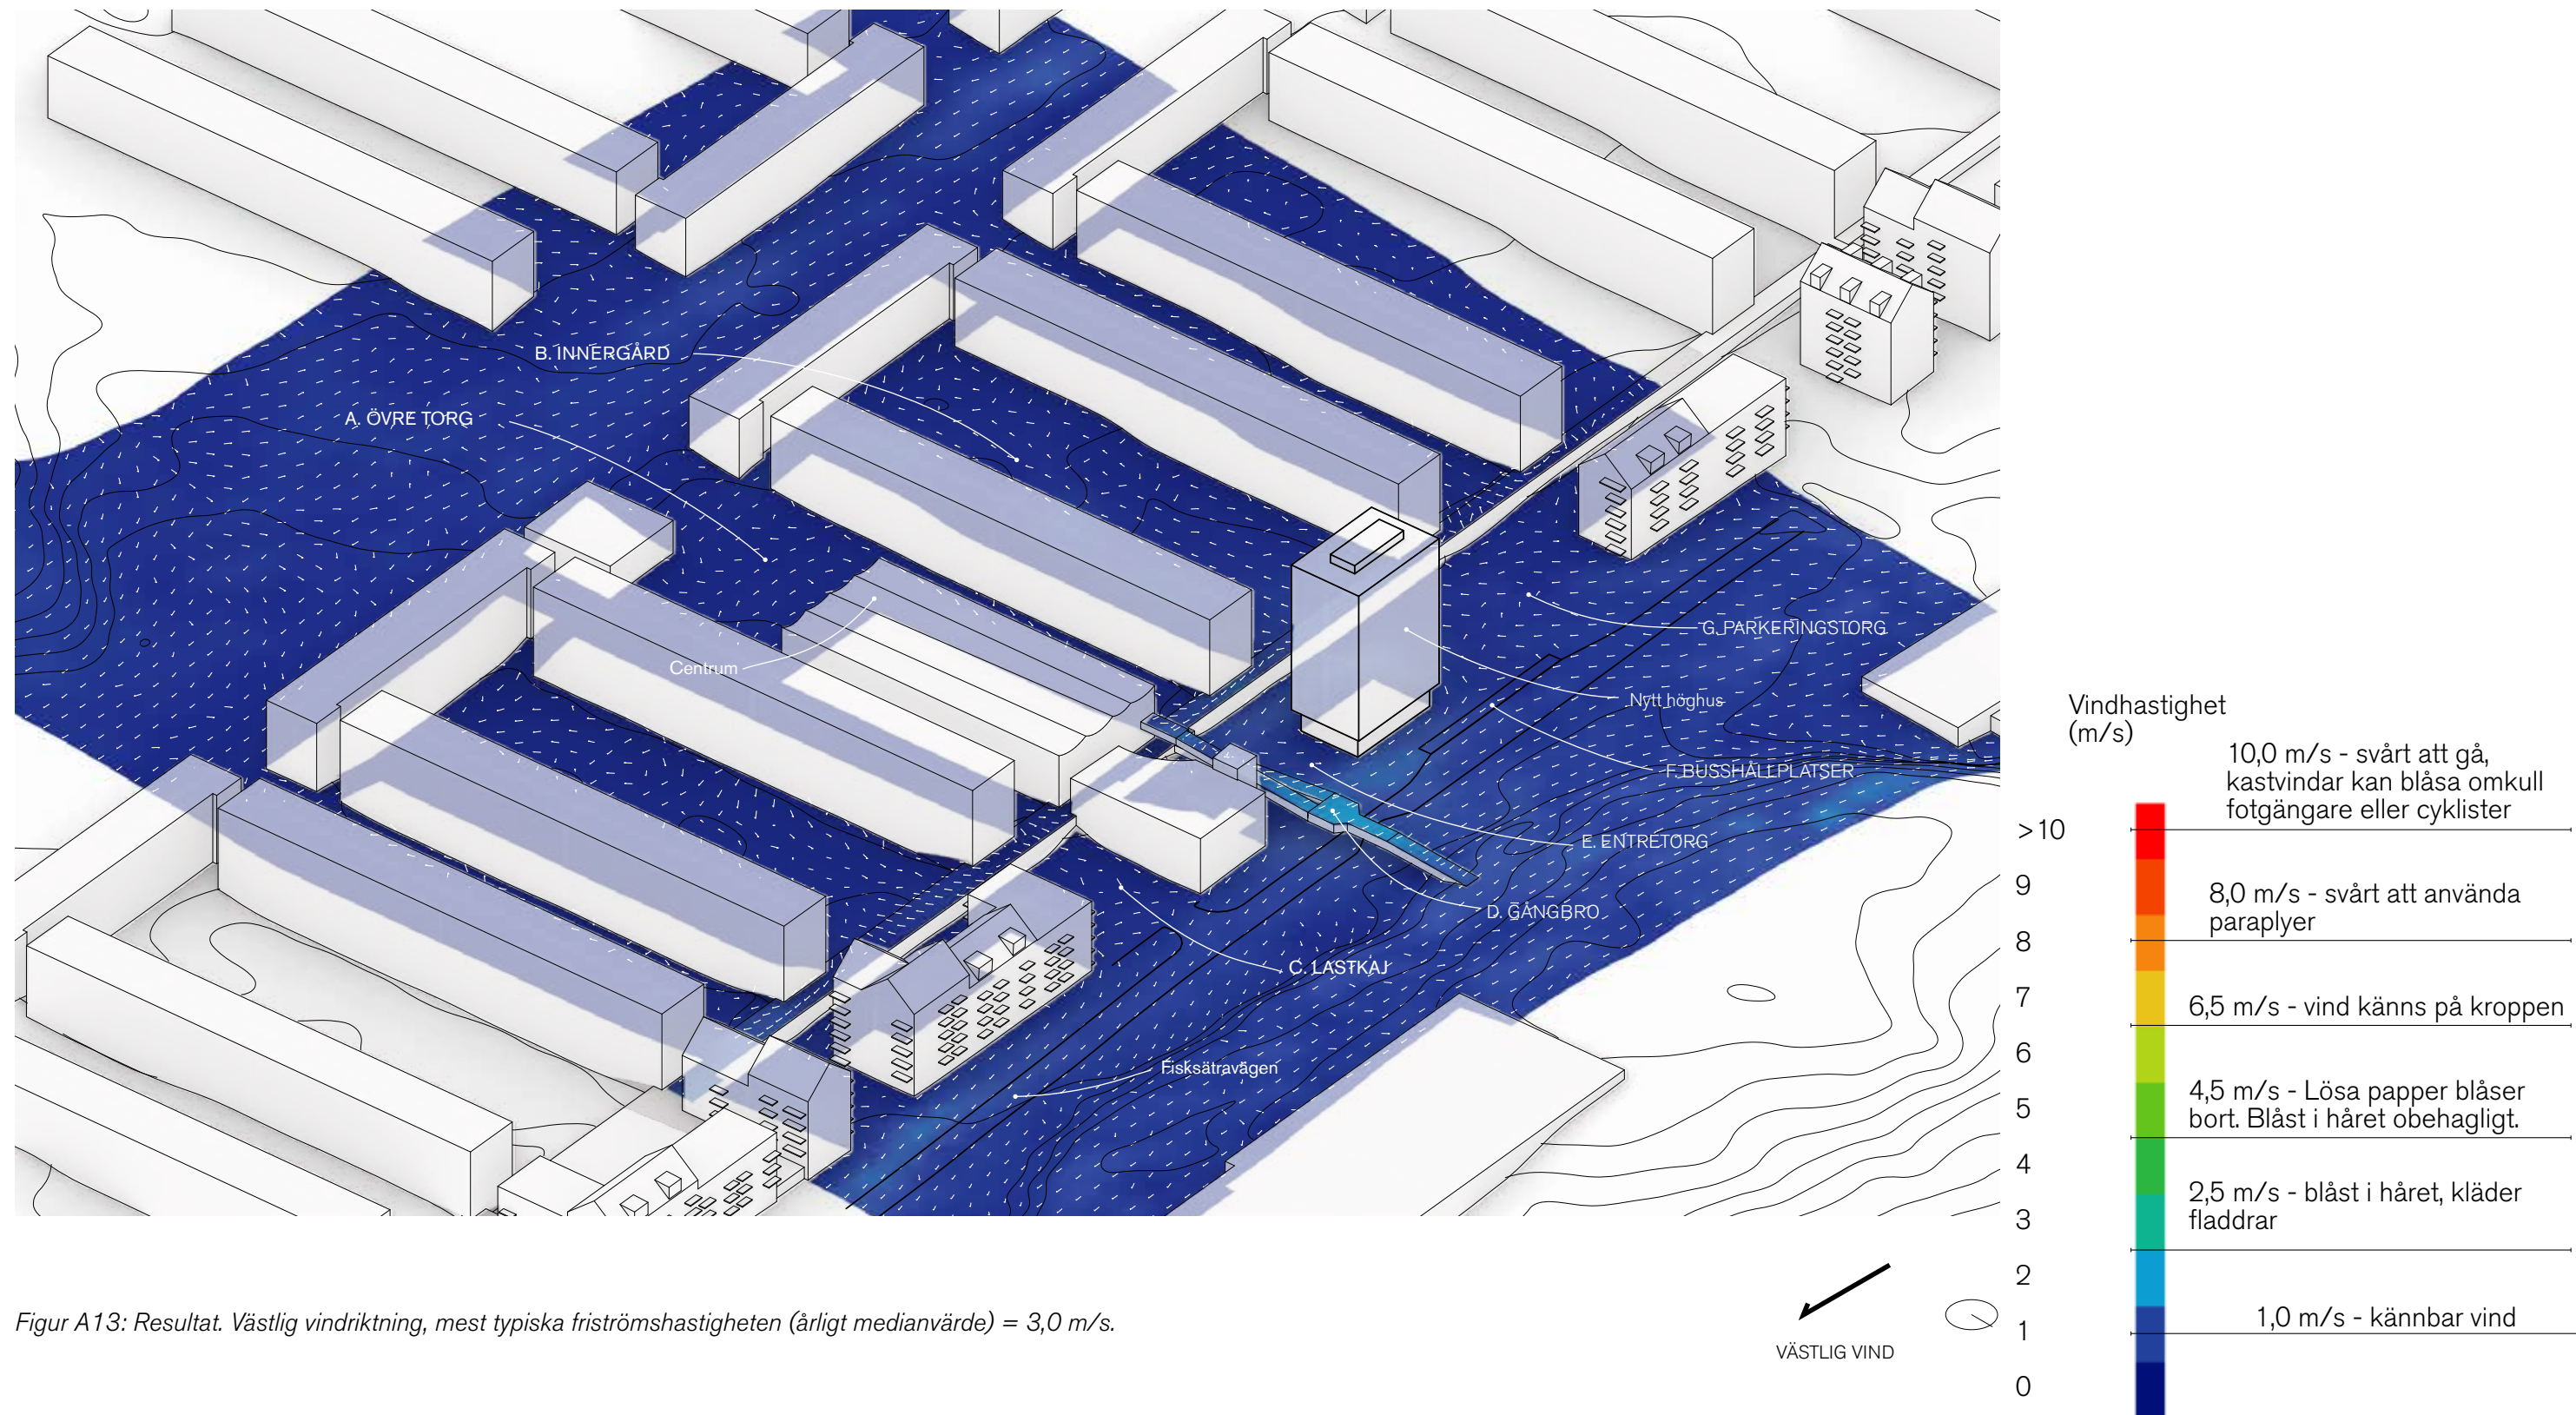 B. INNERGÅRD
A. ÖVRE TORG
Centrum
G. PARKERINGSTORG
Nytt höghus
F. BUSSHÅLLPLATSER
E. ENTRÉTORG
D. GÅNGBRO
C. LASTKAJ
Fisksätravägen
Vindhastighet
(m/s)
10,0 m/s - svårt att gå,
kastvindar kan blåsa omkull
fotgängare eller cyklister
>10
9
8,0 m/s - svårt att använda
paraplyer
8
7
6,5 m/s - vind känns på kroppen
6
4,5 m/s - Lösa papper blåser
bort. Blåst i håret obehagligt.
5
4
2,5 m/s - blåst i håret, kläder
fladdrar
3
2
1,0 m/s - kännbar vind
1
0
VÄSTLIG VIND
Figur A13: Resultat. Västlig vindriktning, mest typiska friströmshastigheten (årligt medianvärde) = 3,0 m/s.